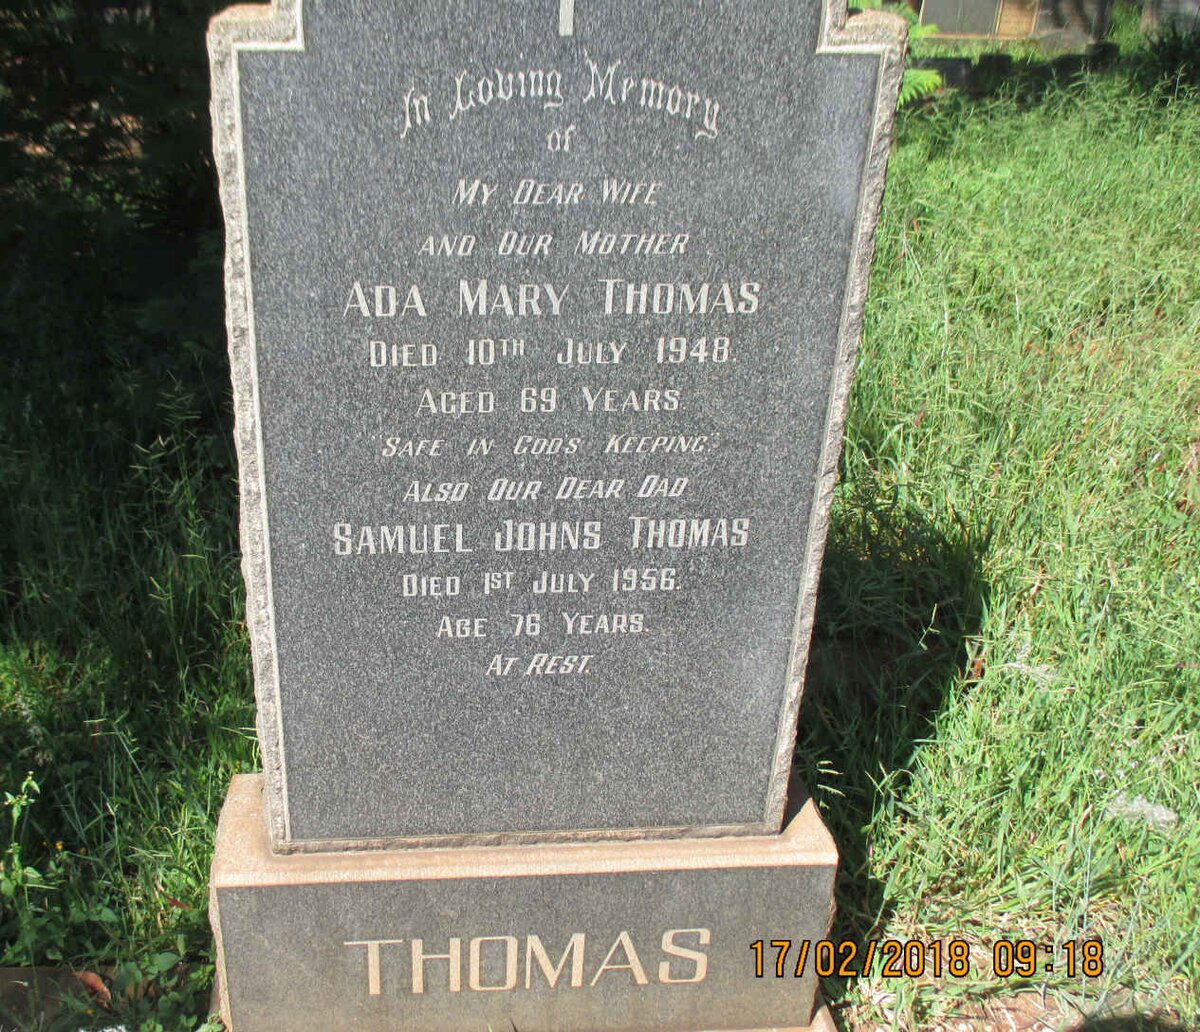 In Loving Memory
of
MY DEAR WIFE
AND OUR MOTHER
ADA MARY THOMAS
DIED 10TH JULY 1948.
AGED 69 YEARS.
"SAFE IN GODS KEEPING"
ALSO OUR DEAR DAD
SAMUEL JOHNS THOMAS
DIED 1ST JULY 1956.
AGE 76 YEARS.
AT REST.
THOMAS
17/02/2018 09:18